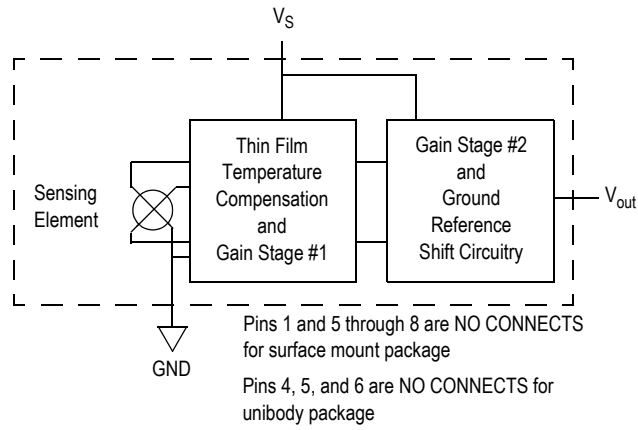 V_S
Thin Film
Temperature
Compensation
and
Gain Stage #1
Gain Stage #2
and
Ground
Reference
Shift Circuitry
Sensing
Element
V_out
GND
Pins 1 and 5 through 8 are NO CONNECTS
for surface mount package
Pins 4, 5, and 6 are NO CONNECTS for
unibody package